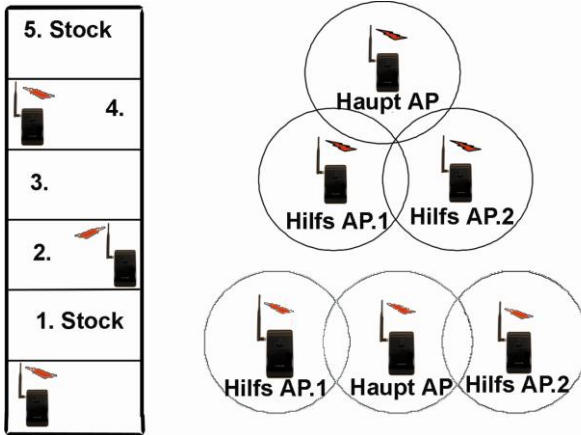 5. Stock
4.
3.
2.
1. Stock
Haupt AP
Hilfs AP.1
Hilfs AP.2
Hilfs AP.1
Haupt AP
Hilfs AP.2